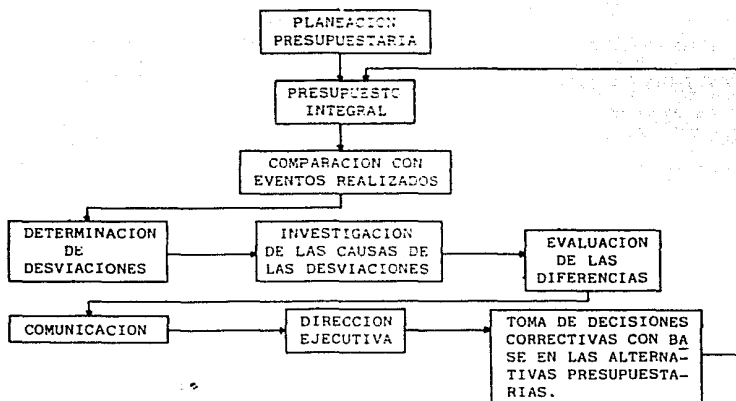 PLANEACION
PRESUPUESTARIA
PRESUPUESTO
INTEGRAL
COMPARACION CON
EVENTOS REALIZADOS
DETERMINACION
DE
DESVIACIONES
INVESTIGACION
DE LAS CAUSAS DE
LAS DESVIACIONES
EVALUACION
DE LAS
DIFERENCIAS
COMUNICACION
DIRECCION
EJECUTIVA
TOMA DE DECISIONES
CORRECTIVAS CON BA
SE EN LAS ALTERNA-
TIVAS PRESUPUESTA-
RIAS.